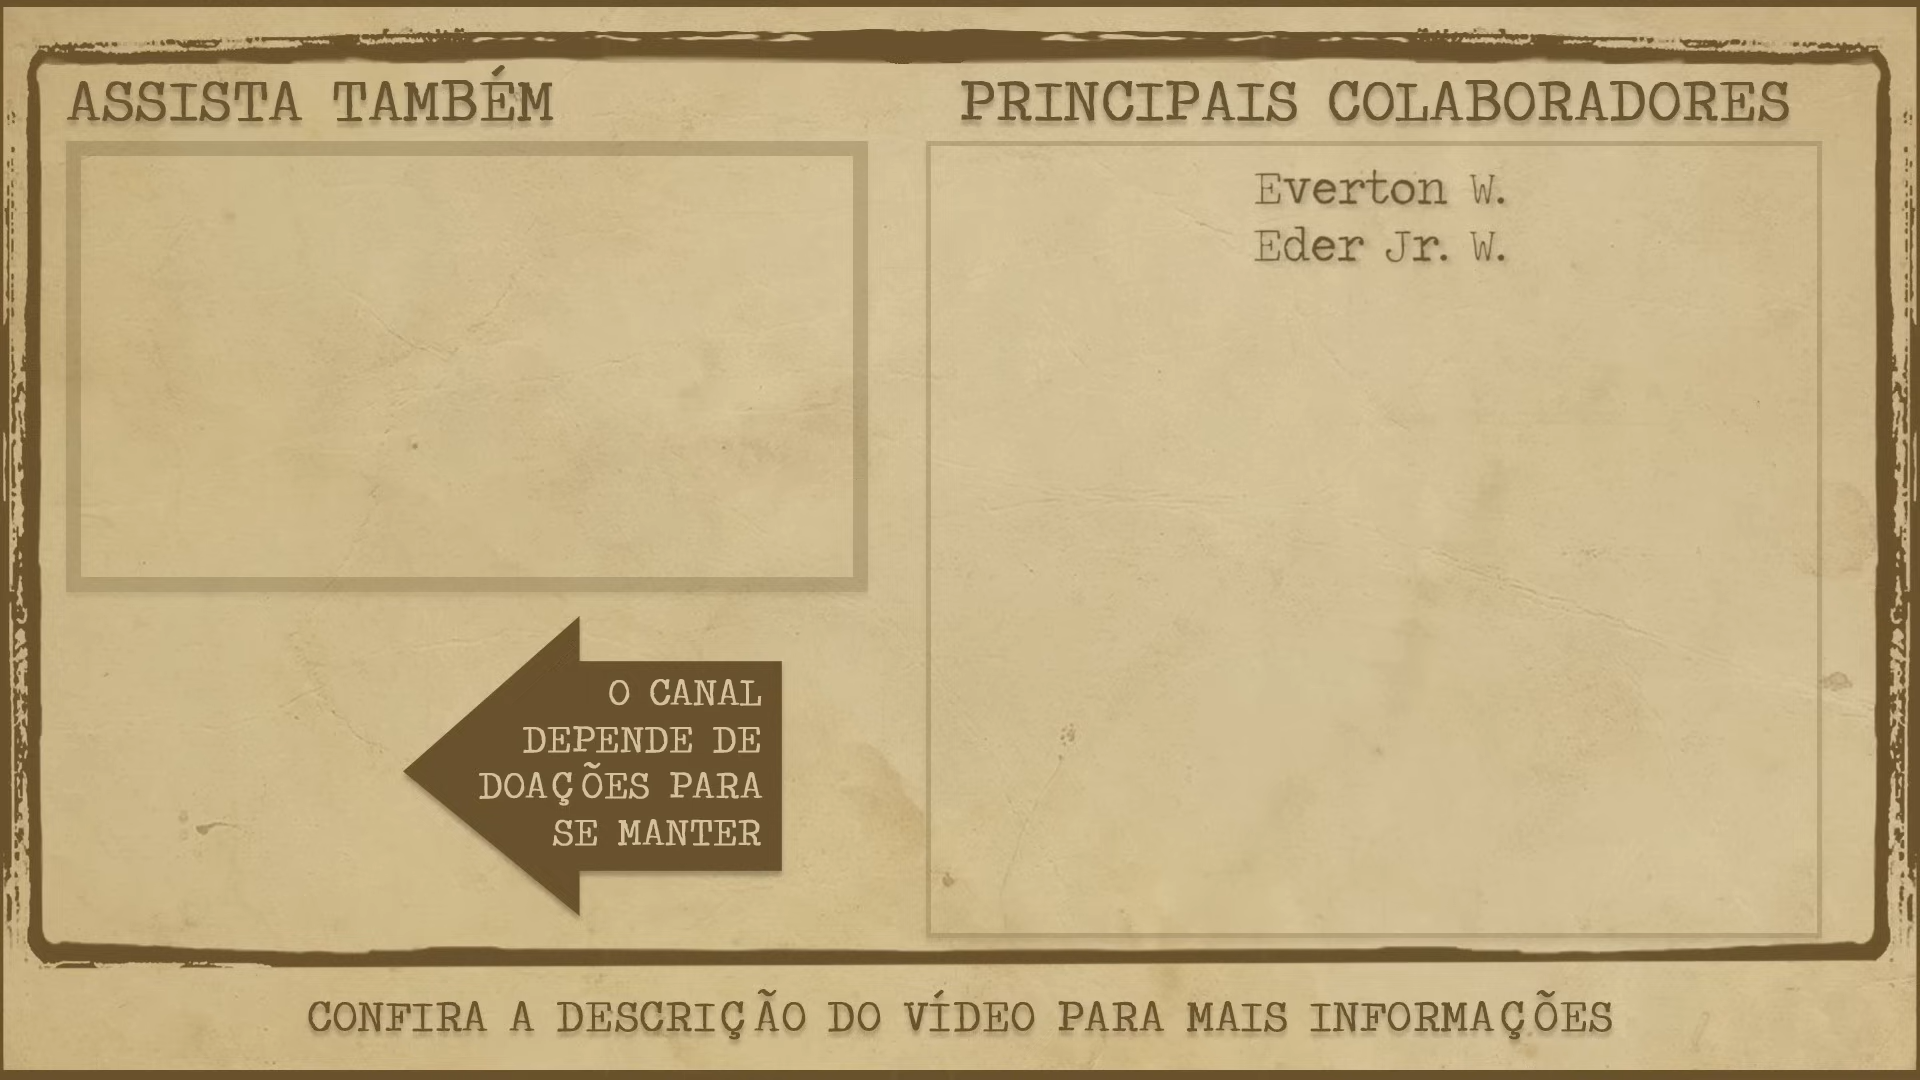 ASSISTA TAMBÉM
PRINCIPAIS COLABORADORES
Everton W.
Eder Jr. W.
O CANAL
DEPENDE DE
DOAÇÕES PARA
SE MANTER
CONFIRA A DESCRIÇÃO DO VÍDEO PARA MAIS INFORMAÇÕES